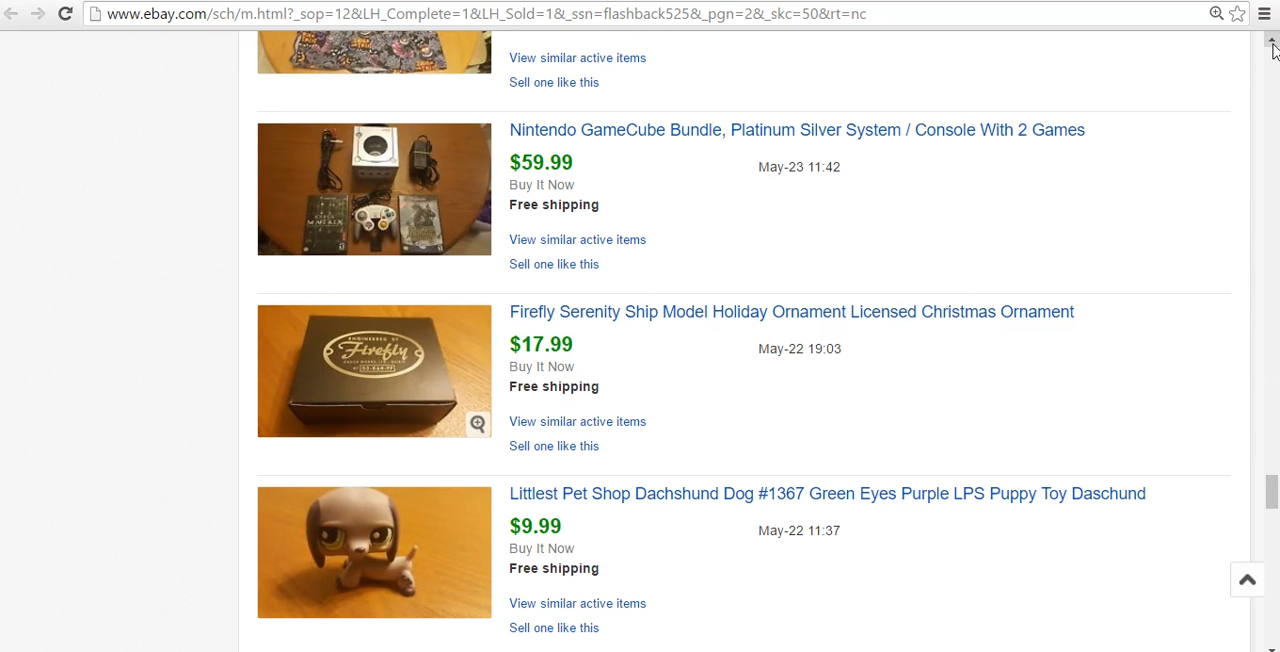 www.ebay.com/sch/m.html?_sop=12&LH_Complete=1&LH_Sold=1&_ssn=flashback525&_pgn=2&_skc=50&rt=nc
View similar active items
Sell one like this
Nintendo GameCube Bundle, Platinum Silver System / Console With 2 Games
$59.99
May-23 11:42
Buy It Now
Free shipping
View similar active items
Sell one like this
Firefly Serenity Ship Model Holiday Ornament Licensed Christmas Ornament
$17.99
May-22 19:03
Buy It Now
Free shipping
View similar active items
Sell one like this
Firefly
Littlest Pet Shop Dachshund Dog #1367 Green Eyes Purple LPS Puppy Toy Daschund
$9.99
May-22 11:37
Buy It Now
Free shipping
View similar active items
Sell one like this